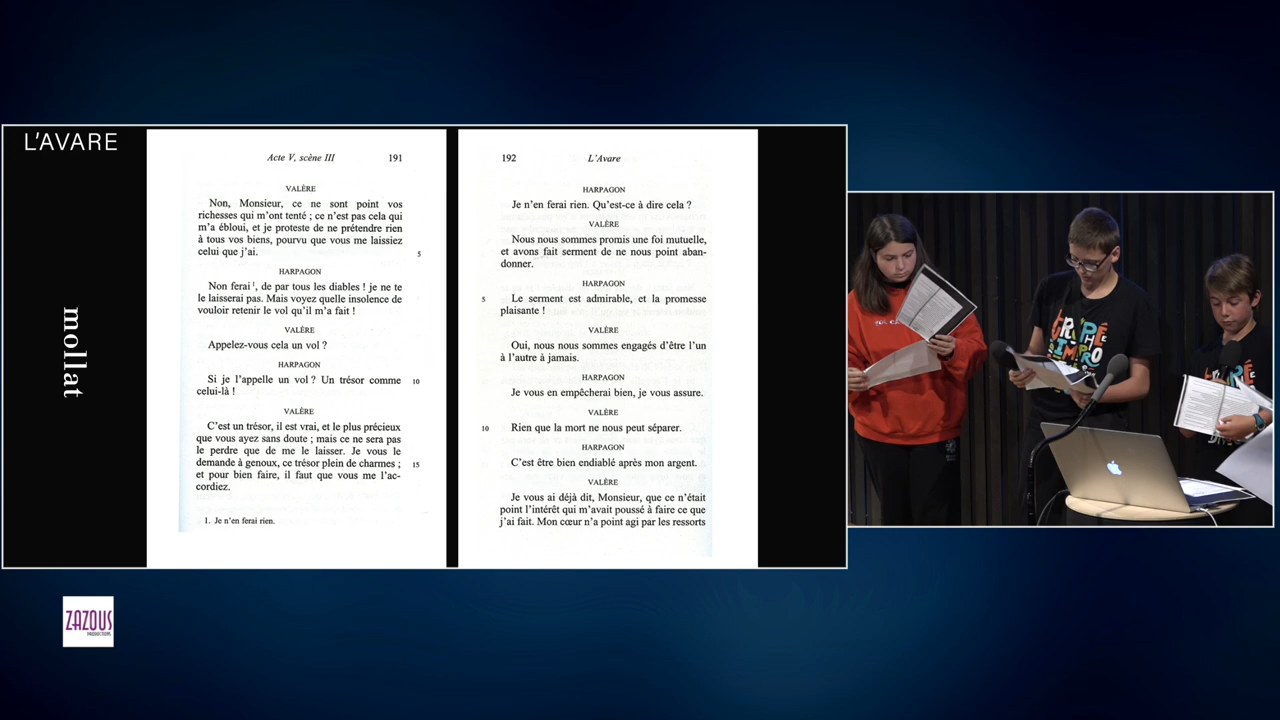 L'AVARE
mollat
Acte V, scène III 191
VALÈRE
Non, Monsieur, ce ne sont point vos
richesses qui m'ont tenté ; ce n'est pas cela qui
m'a ébloui, et je proteste de ne prétendre rien
à tous vos biens, pourvu que vous me laissiez
celui que j'ai. 5
HARPAGON
Non ferai¹, de par tous les diables ! je ne te
le laisserai pas. Mais voyez quelle insolence de
vouloir retenir le vol qu'il m'a fait !
VALÈRE
Appelez-vous cela un vol ?
HARPAGON
Si je l'appelle un vol ? Un trésor comme 10
celui-là !
VALÈRE
C'est un trésor, il est vrai, et le plus précieux
que vous ayez sans doute ; mais ce ne sera pas
le perdre que de me le laisser. Je vous le
demande à genoux, ce trésor plein de charmes ; 15
et pour bien faire, il faut que vous me l'ac-
cordiez.
1. Je n'en ferai rien.
192 L'Avare
HARPAGON
Je n'en ferai rien. Qu'est-ce à dire cela ?
VALÈRE
Nous nous sommes promis une foi mutuelle,
et avons fait serment de ne nous point aban-
donner.
HARPAGON
5 Le serment est admirable, et la promesse
plaisante !
VALÈRE
Oui, nous nous sommes engagés d'être l'un
à l'autre à jamais.
HARPAGON
Je vous en empêcherai bien, je vous assure.
VALÈRE
10 Rien que la mort ne nous peut séparer.
HARPAGON
C'est être bien endiablé après mon argent.
VALÈRE
Je vous ai déjà dit, Monsieur, que ce n'était
point l'intérêt qui m'avait poussé à faire ce que
j'ai fait. Mon cœur n'a point agi par les ressorts
ZAZOUS
PRODUCTIONS